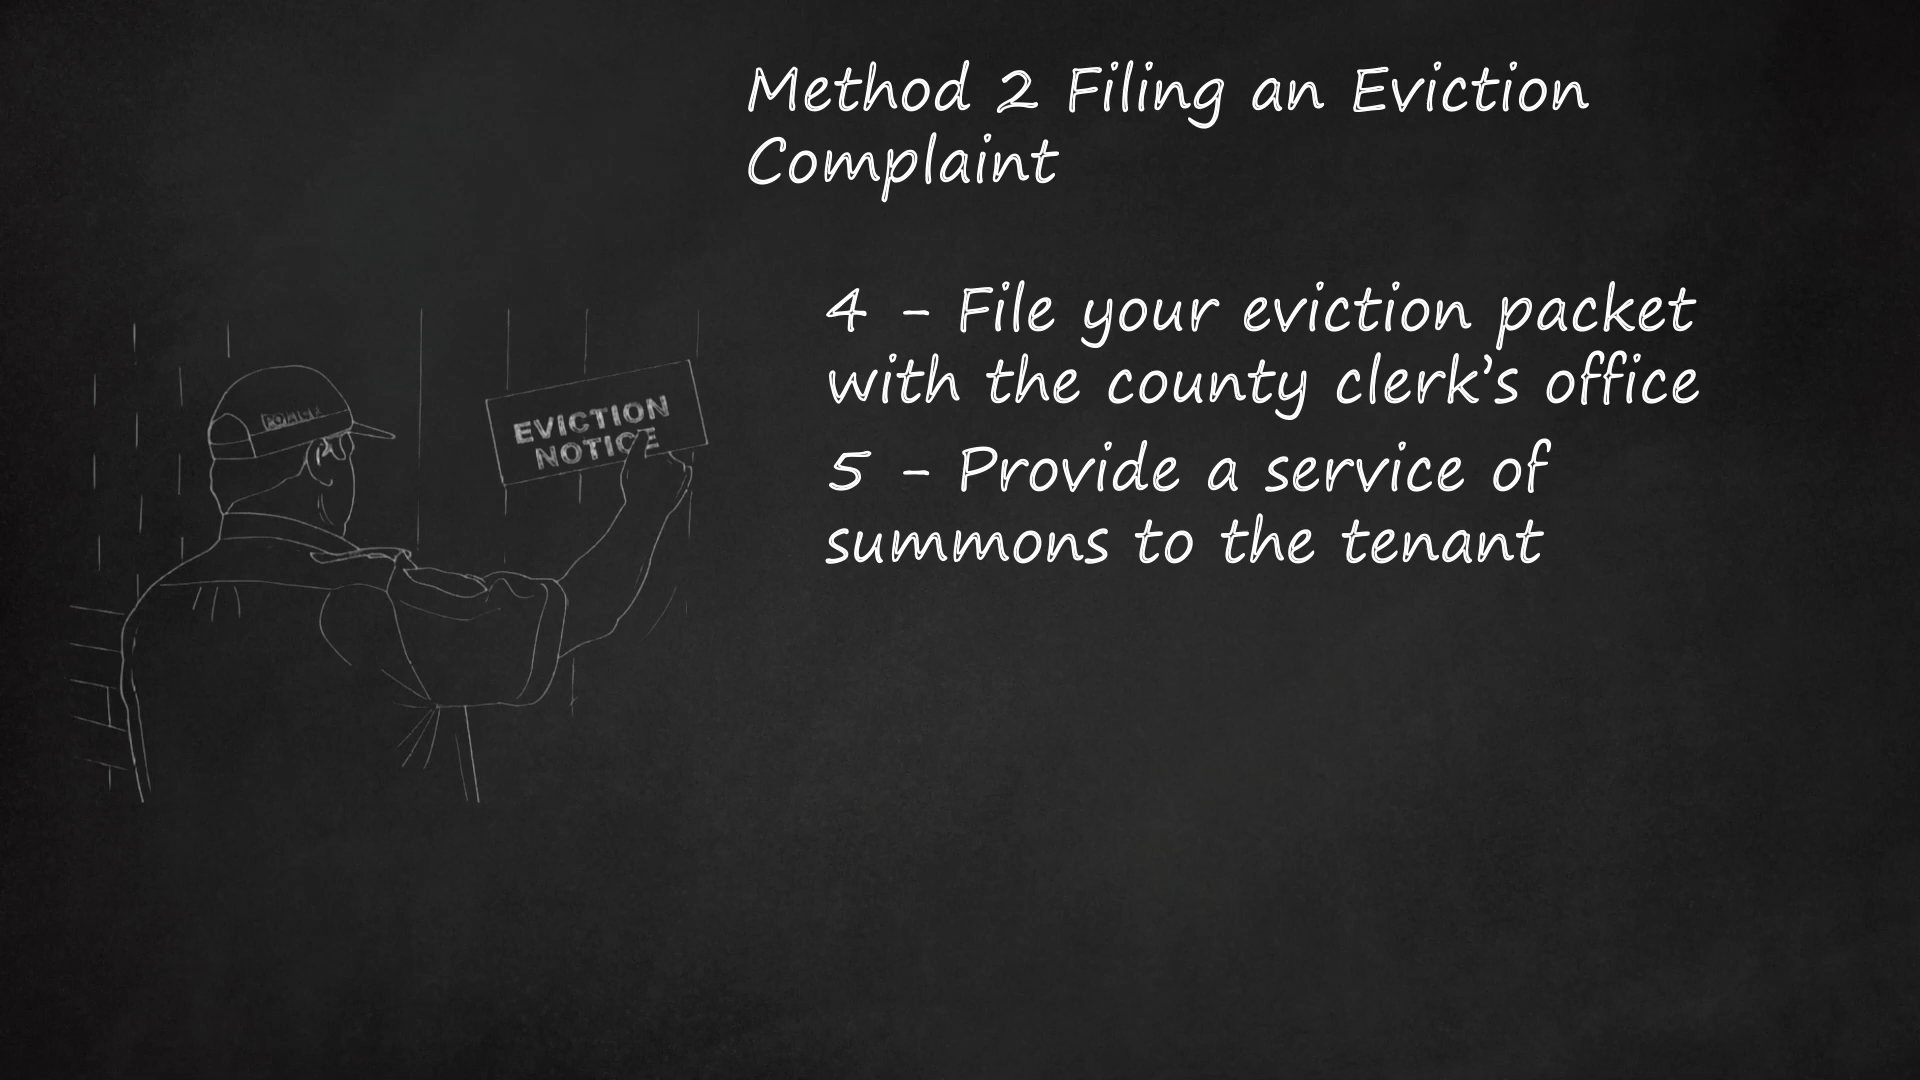 Method 2 Filing an Eviction
Complaint
4 - File your eviction packet
with the county clerk’s office
5 - Provide a service of
summons to the tenant
EVICTION
NOTICE